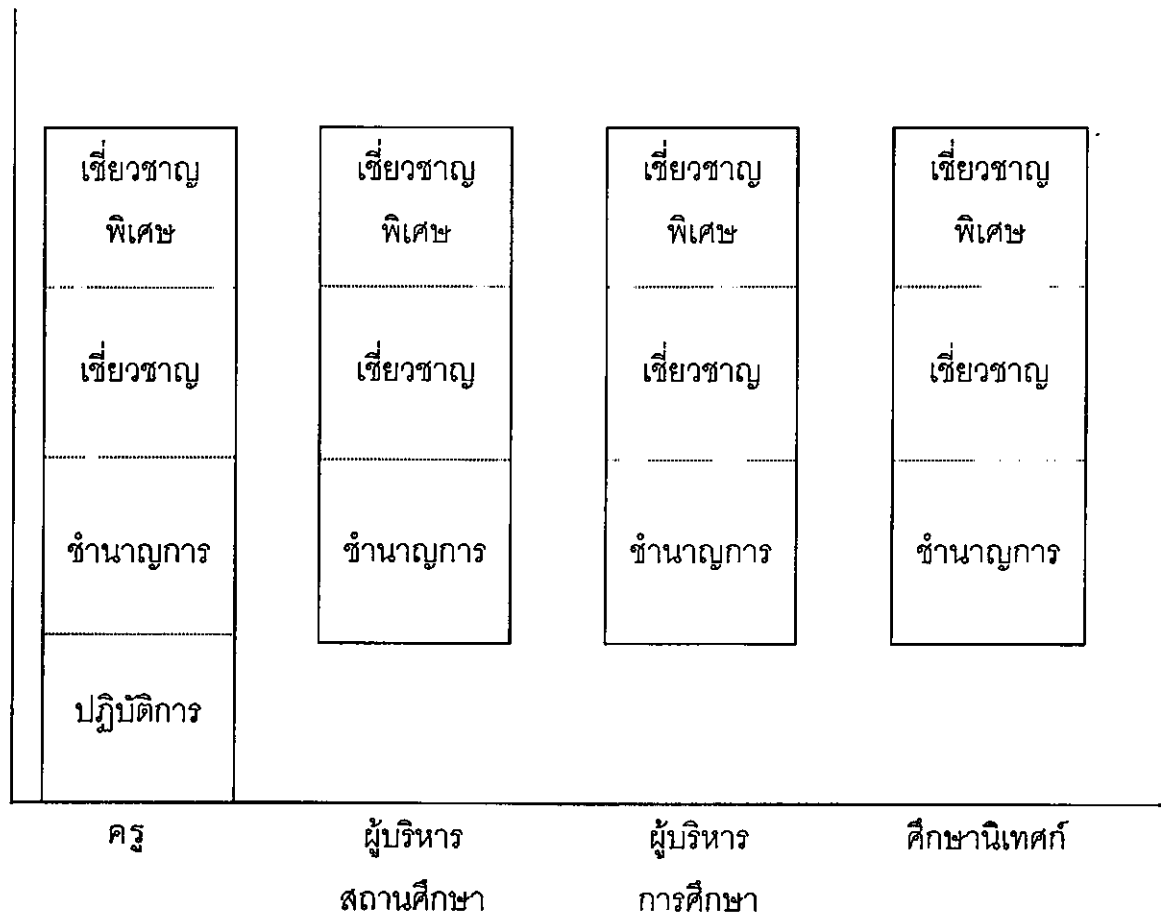 เชี่ยวชาญ เชี่ยวชาญ เชี่ยวชาญ เชี่ยวชาญ
พิเศษ พิเศษ พิเศษ พิเศษ
เชี่ยวชาญ เชี่ยวชาญ เชี่ยวชาญ เชี่ยวชาญ
ชำนาญการ ชำนาญการ ชำนาญการ ชำนาญการ
ปฏิบัติการ
ครู ผู้บริหาร ผู้บริหาร ศึกษานิเทศก์
สถานศึกษา การศึกษา